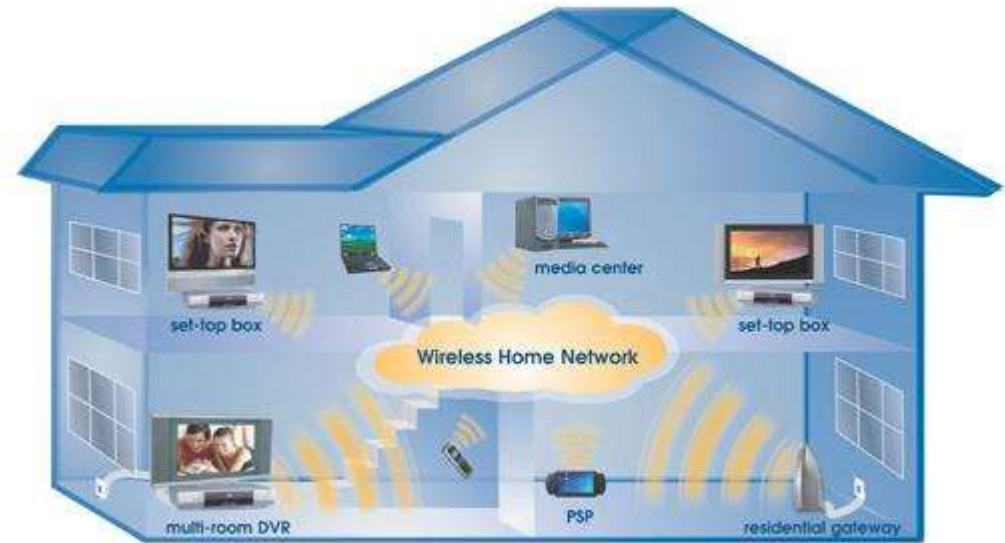 media center
set-top box
set-top box
Wireless Home Network
multi-room DVR
PSP
residential gateway